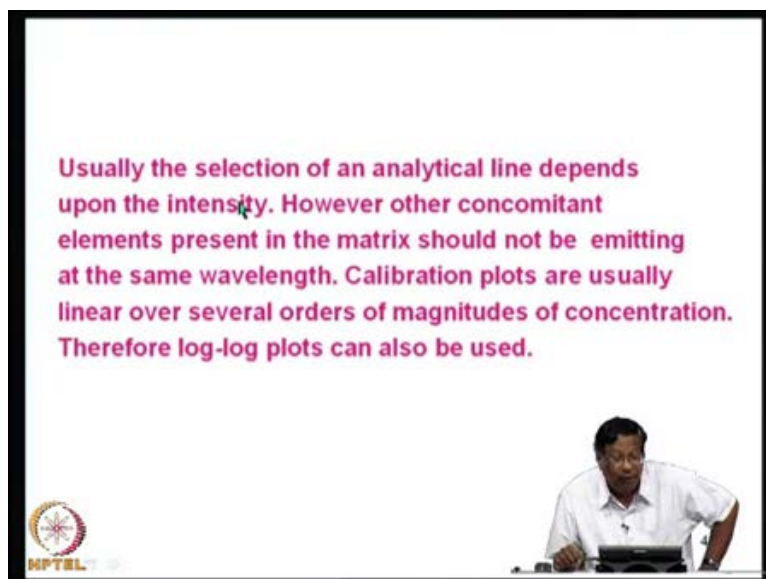 Usually the selection of an analytical line depends
upon the intensity. However other concomitant
elements present in the matrix should not be emitting
at the same wavelength. Calibration plots are usually
linear over several orders of magnitudes of concentration.
Therefore log-log plots can also be used.
NPTEL